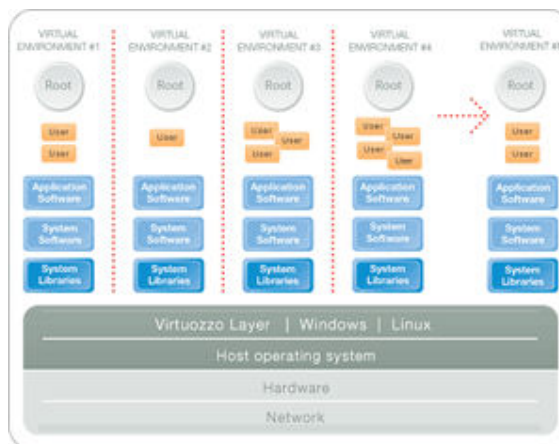 VIRTUAL
ENVIRONMENT #1
VIRTUAL
ENVIRONMENT #2
VIRTUAL
ENVIRONMENT #3
VIRTUAL
ENVIRONMENT #4
VIRTUAL
ENVIRONMENT
Root
Root
Root
Root
Root
User
User
User
User
User
User
User
User
User
User
User
User
Application
Software
Application
Software
Application
Software
Application
Software
Application
Software
System
Software
System
Software
System
Software
System
Software
System
Software
System
Libraries
System
Libraries
System
Libraries
System
Libraries
System
Libraries
Virtuozzo Layer | Windows | Linux
Host operating system
Hardware
Network